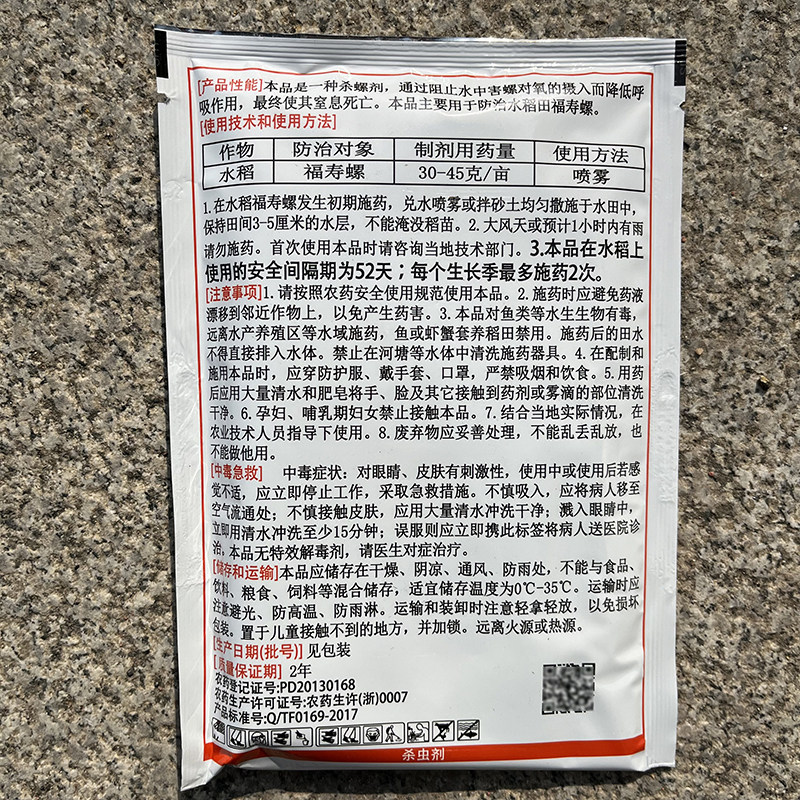 [产品性能]本品是一种杀螺剂，通过阻止水中害螺对氧的摄入而降低呼
吸作用，最终使其窒息死亡。本品主要用于防治水稻田福寿螺。
[使用技术和使用方法]
作物 防治对象 制剂用药量 使用方法
水稻 福寿螺 30-45克/亩 喷雾
1.在水稻福寿螺发生初期施药，兑水喷雾或拌砂土均匀撒施于水田中，
保持田间3-5厘米的水层，不能淹没稻苗。2.大风天或预计1小时内有雨
请勿施药。首次使用本品时请咨询当地技术部门。3.本品在水稻上
使用的安全间隔期为52天；每个生长季最多施药2次。
[注意事项]1.请按照农药安全使用规范使用本品。2.施药时应避免药液
漂移到邻近作物上，以免产生药害。3.本品对鱼类等水生生物有毒，
远离水产养殖区等水域施药，鱼或虾蟹套养稻田禁用。施药后的田水
不得直接排入水体。禁止在河塘等水体中清洗施药器具。4.在配制和
施用本品时，应穿防护服、戴手套、口罩，严禁吸烟和饮食。5.用药
后应用大量清水和肥皂将手、脸及其它接触到药剂或雾滴的部位清洗
干净。6.孕妇、哺乳期妇女禁止接触本品。7.结合当地实际情况，在
农业技术人员指导下使用。8.废弃物应妥善处理，不能乱丢乱放，也
不能做他用。
[中毒急救] 中毒症状：对眼睛、皮肤有刺激性，使用中或使用后若感
觉不适，应立即停止工作，采取急救措施。不慎吸入，应将病人移至
空气流通处；不慎接触皮肤，应用大量清水冲洗干净；溅入眼睛中，
立即用清水冲洗至少15分钟；误服则应立即携此标签将病人送医院诊
治，本品无特效解毒剂，请医生对症治疗。
[储存和运输]本品应储存在干燥、阴凉、通风、防雨处，不能与食品、
饮料、粮食、饲料等混合储存，适宜储存温度为0℃-35℃。运输时应
注意避光、防高温、防雨淋。运输和装卸时注意轻拿轻放，以免损坏
包装。置于儿童接触不到的地方，并加锁。远离火源或热源。
[生产日期(批号)]见包装
[质量保证期] 2年
农药登记证号:PD20130168
农药生产许可证号:农药生许(浙)0007
产品标准号:Q/TF0169-2017
杀虫剂